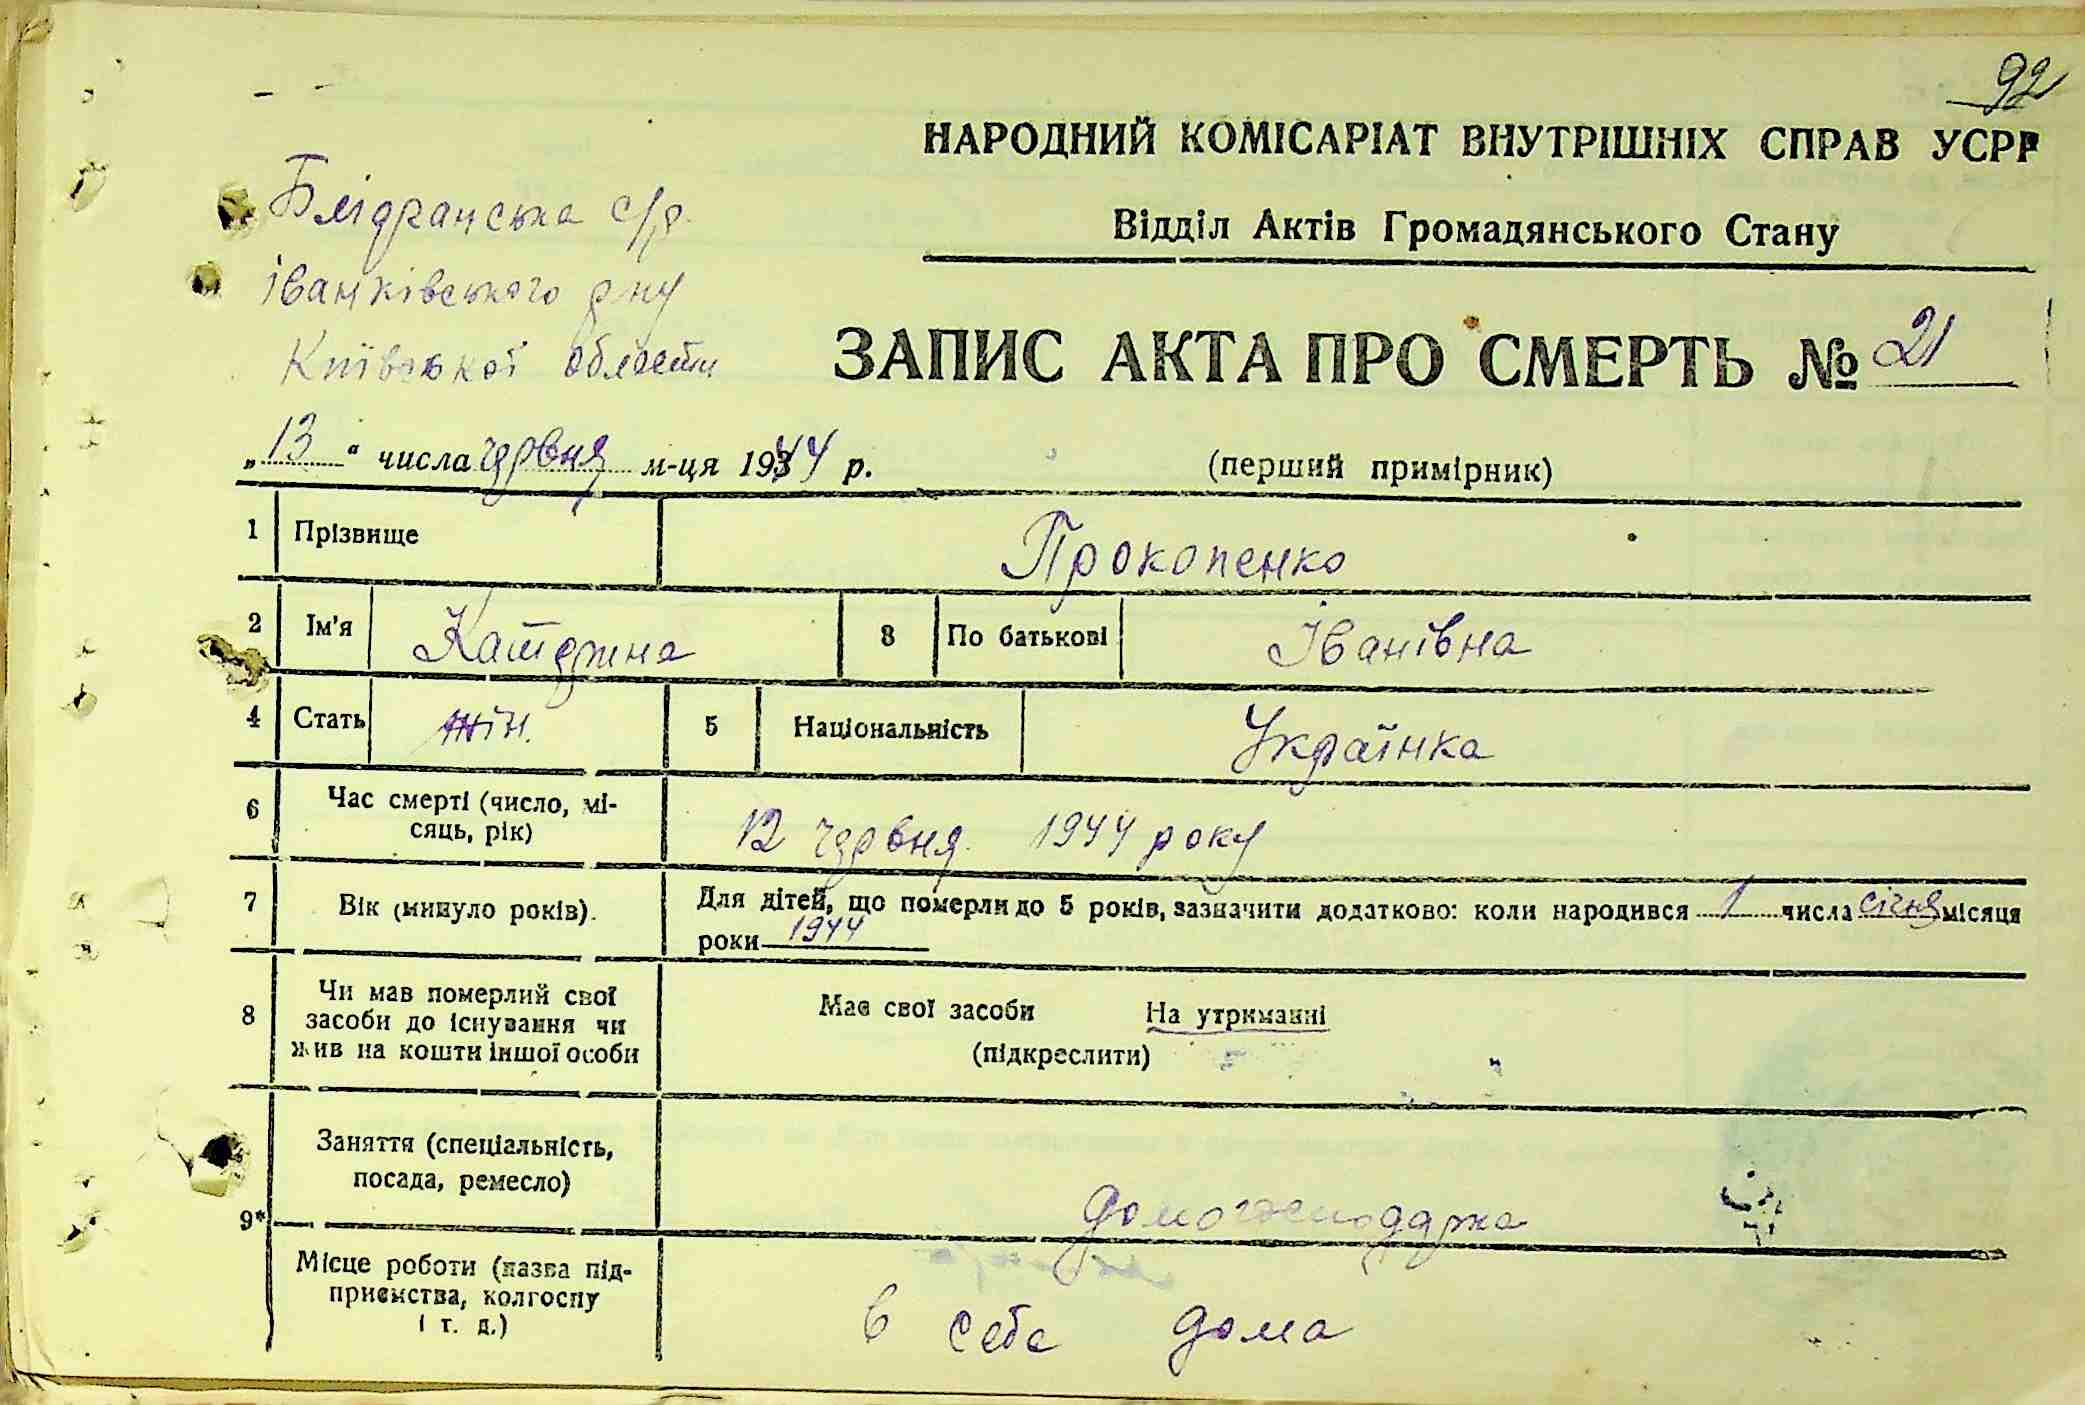 92
НАРОДНИЙ КОМІСАРІАТ ВНУТРІШНІХ СПРАВ УСРР
Відділ Актів Громадянського Стану
Блідчанська с/р.
Іванківського р-ну
Київської області
ЗАПИС АКТА ПРО СМЕРТЬ № 21
„13“ числа червня м-ця 1944 р.
(перший примірник)
1 Прізвище Прокопенко
2 Ім'я Катерина 3 По батькові Іванівна
4 Стать жін. 5 Національність Українка
6 Час смерті (число, мі-
сяць, рік) 12 червня 1944 року
7 Вік (минуло років). Для дітей, що померли до 5 років, зазначити додатково: коли народився 1 числа січня місяця
роки 1944
8 Чи мав померлий свої
засоби до існування чи
жив на кошти іншої особи
Має свої засоби На утриманні
(підкреслити)
9* Заняття (спеціальність,
посада, ремесло) домогосподарка
Місце роботи (назва під-
приємства, колгоспу
і т. д.) в себе дома